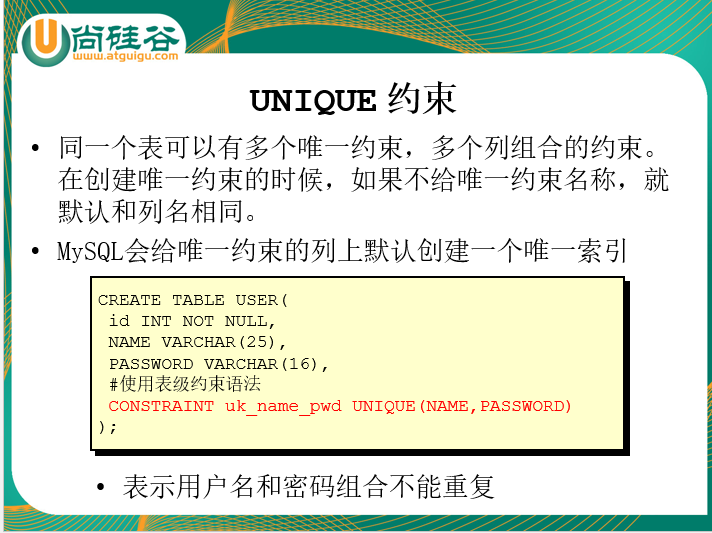 尚硅谷
www.atguigu.com
UNIQUE 约束
• 同一个表可以有多个唯一约束，多个列组合的约束。
在创建唯一约束的时候，如果不给唯一约束名称，就
默认和列名相同。
• MySQL会给唯一约束的列上默认创建一个唯一索引
CREATE TABLE USER(
 id INT NOT NULL,
 NAME VARCHAR(25),
 PASSWORD VARCHAR(16),
 #使用表级约束语法
 CONSTRAINT uk_name_pwd UNIQUE(NAME,PASSWORD)
);
• 表示用户名和密码组合不能重复